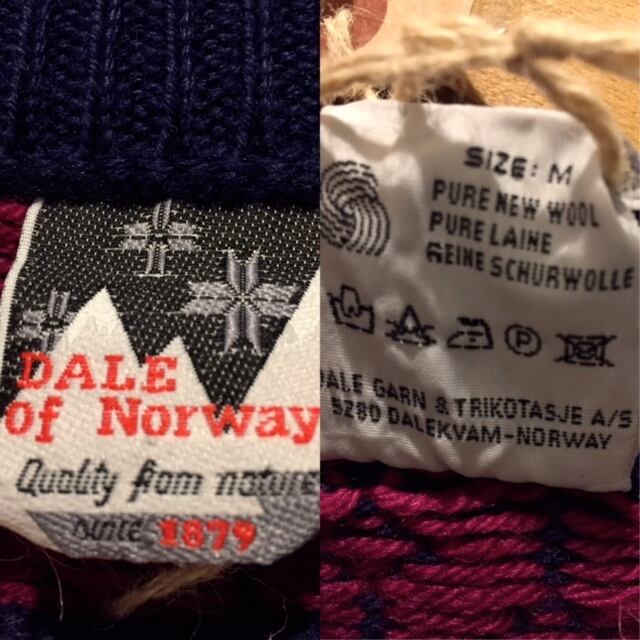 DALE
of Norway
Quality from nature
since 1879
SIZE: M
PURE NEW WOOL
PURE LAINE
REINE SCHURWOLLE
P
DALE GARN & TRIKOTASJE A/S
5280 DALEKVAM-NORWAY